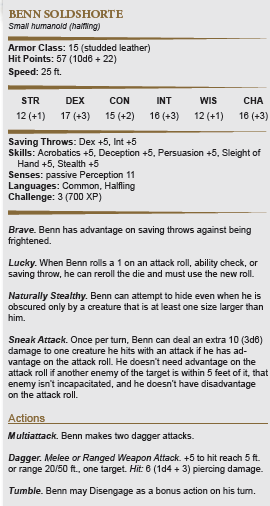 BENN SOLDSHORTE
Small humanoid (halfling)
Armor Class: 15 (studded leather)
Hit Points: 57 (10d6 + 22)
Speed: 25 ft.
STR DEX CON INT WIS CHA
12 (+1) 17 (+3) 15 (+2) 16 (+3) 12 (+1) 16 (+3)
Saving Throws: Dex +5, Int +5
Skills: Acrobatics +5, Deception +5, Persuasion +5, Sleight of
Hand +5, Stealth +5
Senses: passive Perception 11
Languages: Common, Halfling
Challenge: 3 (700 XP)
Brave. Benn has advantage on saving throws against being
frightened.
Lucky. When Benn rolls a 1 on an attack roll, ability check, or
saving throw, he can reroll the die and must use the new roll.
Naturally Stealthy. Benn can attempt to hide even when he is
obscured only by a creature that is at least one size larger than
him.
Sneak Attack. Once per turn, Benn can deal an extra 10 (3d6)
damage to one creature he hits with an attack if he has ad-
vantage on the attack roll. He doesn't need advantage on the
attack roll if another enemy of the target is within 5 feet of it, that
enemy isn't incapacitated, and he doesn't have disadvantage
on the attack roll.
Actions
Multiattack. Benn makes two dagger attacks.
Dagger. Melee or Ranged Weapon Attack. +5 to hit reach 5 ft.
or range 20/50 ft., one target. Hit: 6 (1d4 + 3) piercing damage.
Tumble. Benn may Disengage as a bonus action on his turn.